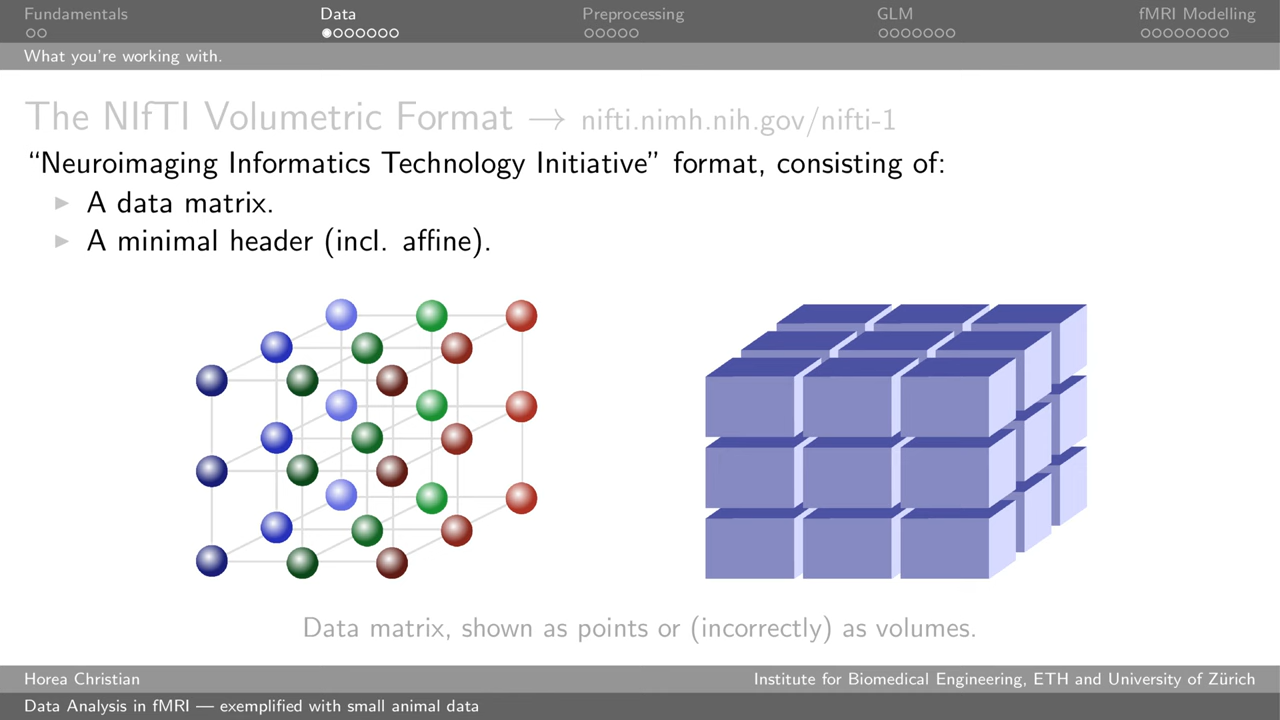 Fundamentals Data Preprocessing GLM fMRI Modelling
What you're working with.
The NIfTI Volumetric Format → nifti.nimh.nih.gov/nifti-1
“Neuroimaging Informatics Technology Initiative” format, consisting of:
A data matrix.
A minimal header (incl. affine).
Data matrix, shown as points or (incorrectly) as volumes.
Horea Christian Institute for Biomedical Engineering, ETH and University of Zürich
Data Analysis in fMRI — exemplified with small animal data